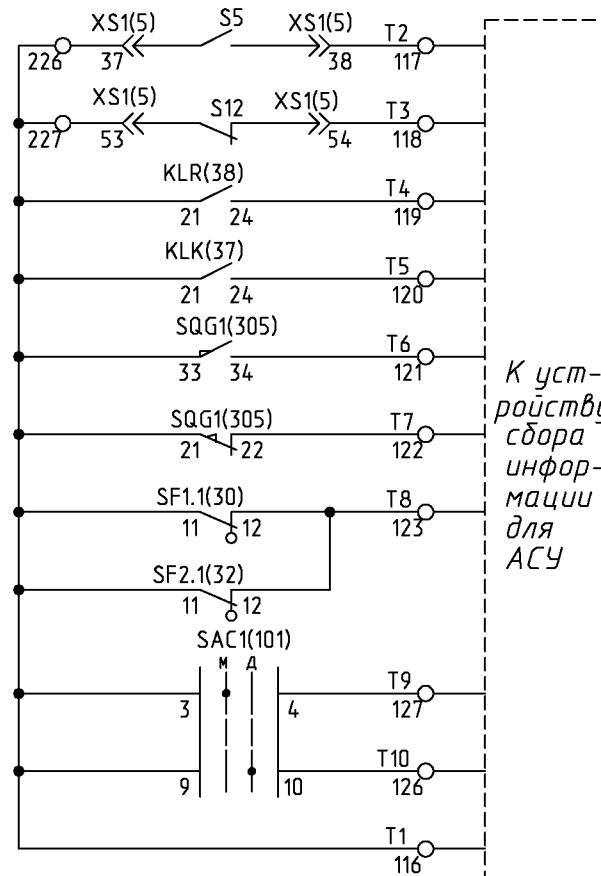 XS1(5) S5 XS1(5) T2
226 37 38 117
XS1(5) S12 XS1(5) T3
227 53 54 118
KLR(38) T4
21 24 119
KLK(37) T5
21 24 120
SQG1(305) T6
33 34 121
SQG1(305) T7
21 22 122
SF1.1(30) T8
11 12 123
SF2.1(32)
11 12
SAC1(101)
М Д
T9
3 4 127
T10
9 10 126
T1
116
К уст-
ройству
сбора
инфор-
мации
для
АСУ